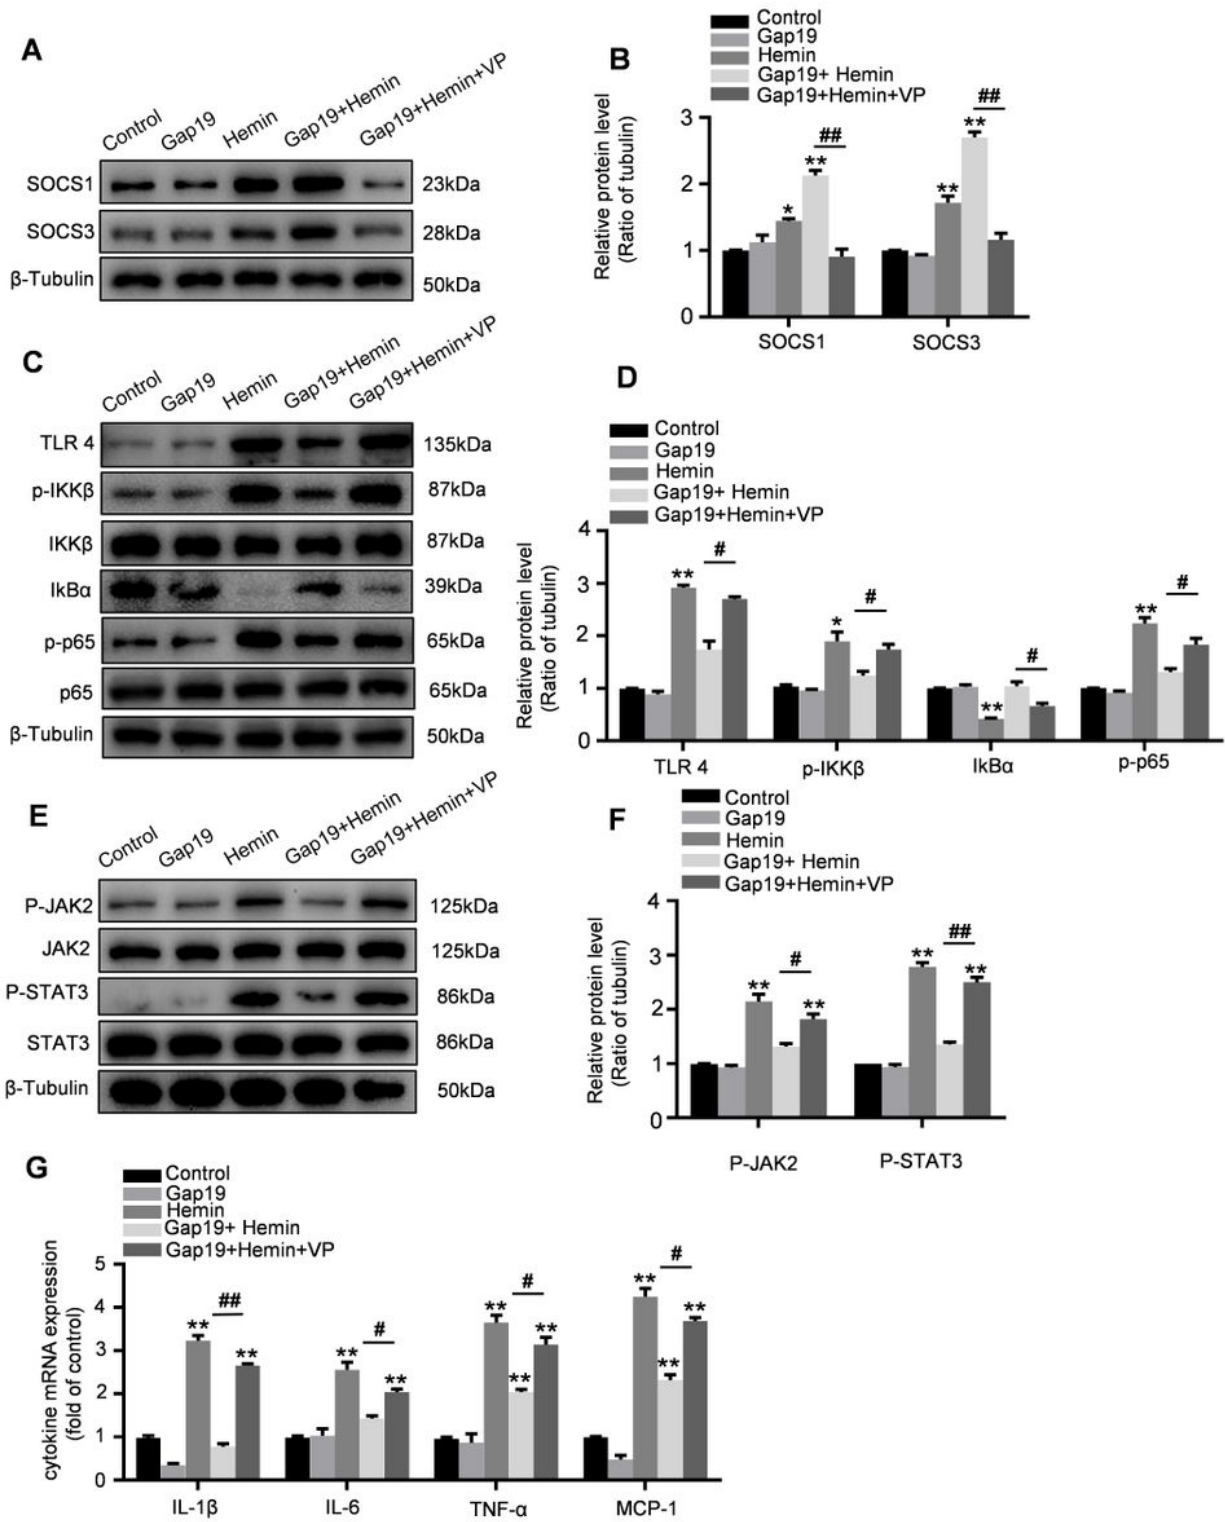 A
Control
Gap19
Hemin
Gap19+Hemin
Gap19+Hemin+VP
SOCS1
23kDa
SOCS3
28kDa
β-Tubulin
50kDa
B
Control
Gap19
Hemin
Gap19+ Hemin
Gap19+Hemin+VP
Relative protein level
(Ratio of tubulin)
3
2
1
0
*
**
##
**
**
##
SOCS1
SOCS3
C
Control
Gap19
Hemin
Gap19+Hemin
Gap19+Hemin+VP
TLR 4
135kDa
p-IKKβ
87kDa
IKKβ
87kDa
IkBα
39kDa
p-p65
65kDa
p65
65kDa
β-Tubulin
50kDa
D
Control
Gap19
Hemin
Gap19+ Hemin
Gap19+Hemin+VP
Relative protein level
(Ratio of tubulin)
4
3
2
1
0
**
#
*
#
**
#
**
#
TLR 4
p-IKKβ
IkBα
p-p65
E
Control
Gap19
Hemin
Gap19+Hemin
Gap19+Hemin+VP
P-JAK2
125kDa
JAK2
125kDa
P-STAT3
86kDa
STAT3
86kDa
β-Tubulin
50kDa
F
Control
Gap19
Hemin
Gap19+ Hemin
Gap19+Hemin+VP
Relative protein level
(Ratio of tubulin)
4
3
2
1
0
**
#
**
**
##
**
P-JAK2
P-STAT3
G
Control
Gap19
Hemin
Gap19+ Hemin
Gap19+Hemin+VP
cytokine mRNA expression
(fold of control)
5
4
3
2
1
0
**
##
**
**
#
**
**
**
#
**
**
**
#
**
IL-1β
IL-6
TNF-α
MCP-1